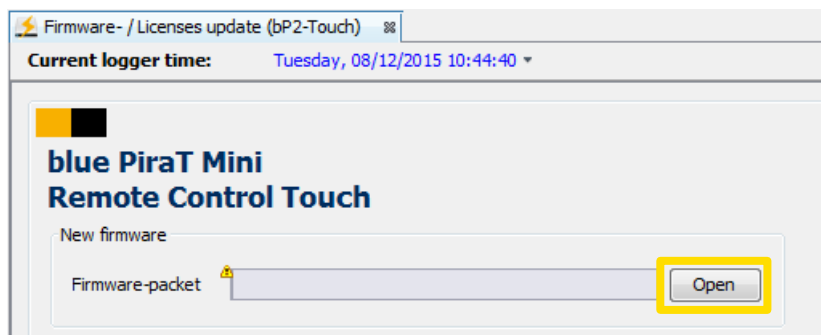 Firmware- / Licenses update (bP2-Touch)
Current logger time: Tuesday, 08/12/2015 10:44:40
blue PiraT Mini
Remote Control Touch
New firmware
Firmware-packet Open